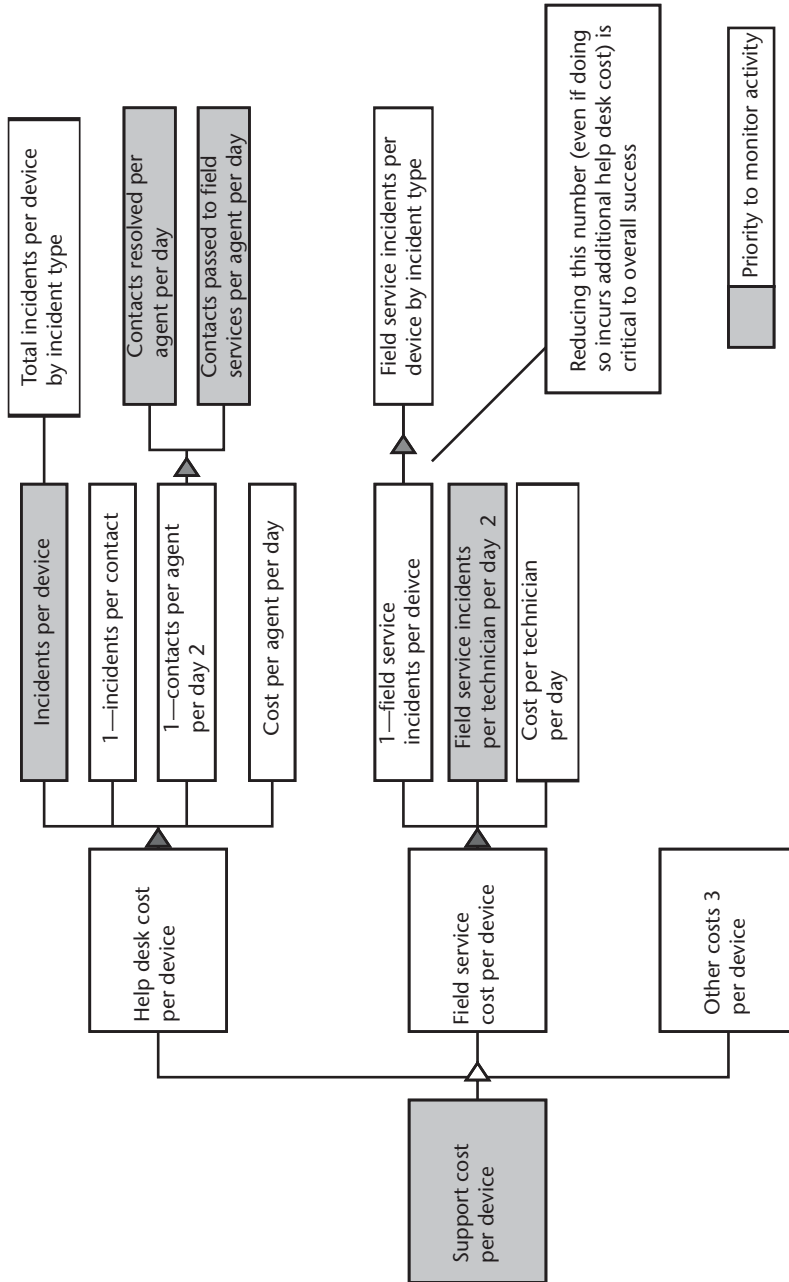 Support cost
per device
Help desk cost
per device
Field service
cost per device
Other costs 3
per device
Incidents per device
1—incidents per contact
1—contacts per agent
per day 2
Cost per agent per day
1—field service
incidents per deivce
Field service incidents
per technician per day 2
Cost per technician
per day
Total incidents per device
by incident type
Contacts resolved per
agent per day
Contacts passed to field
services per agent per day
Field service incidents per
device by incident type
Reducing this number (even if doing
so incurs additional help desk cost) is
critical to overall success
Priority to monitor activity